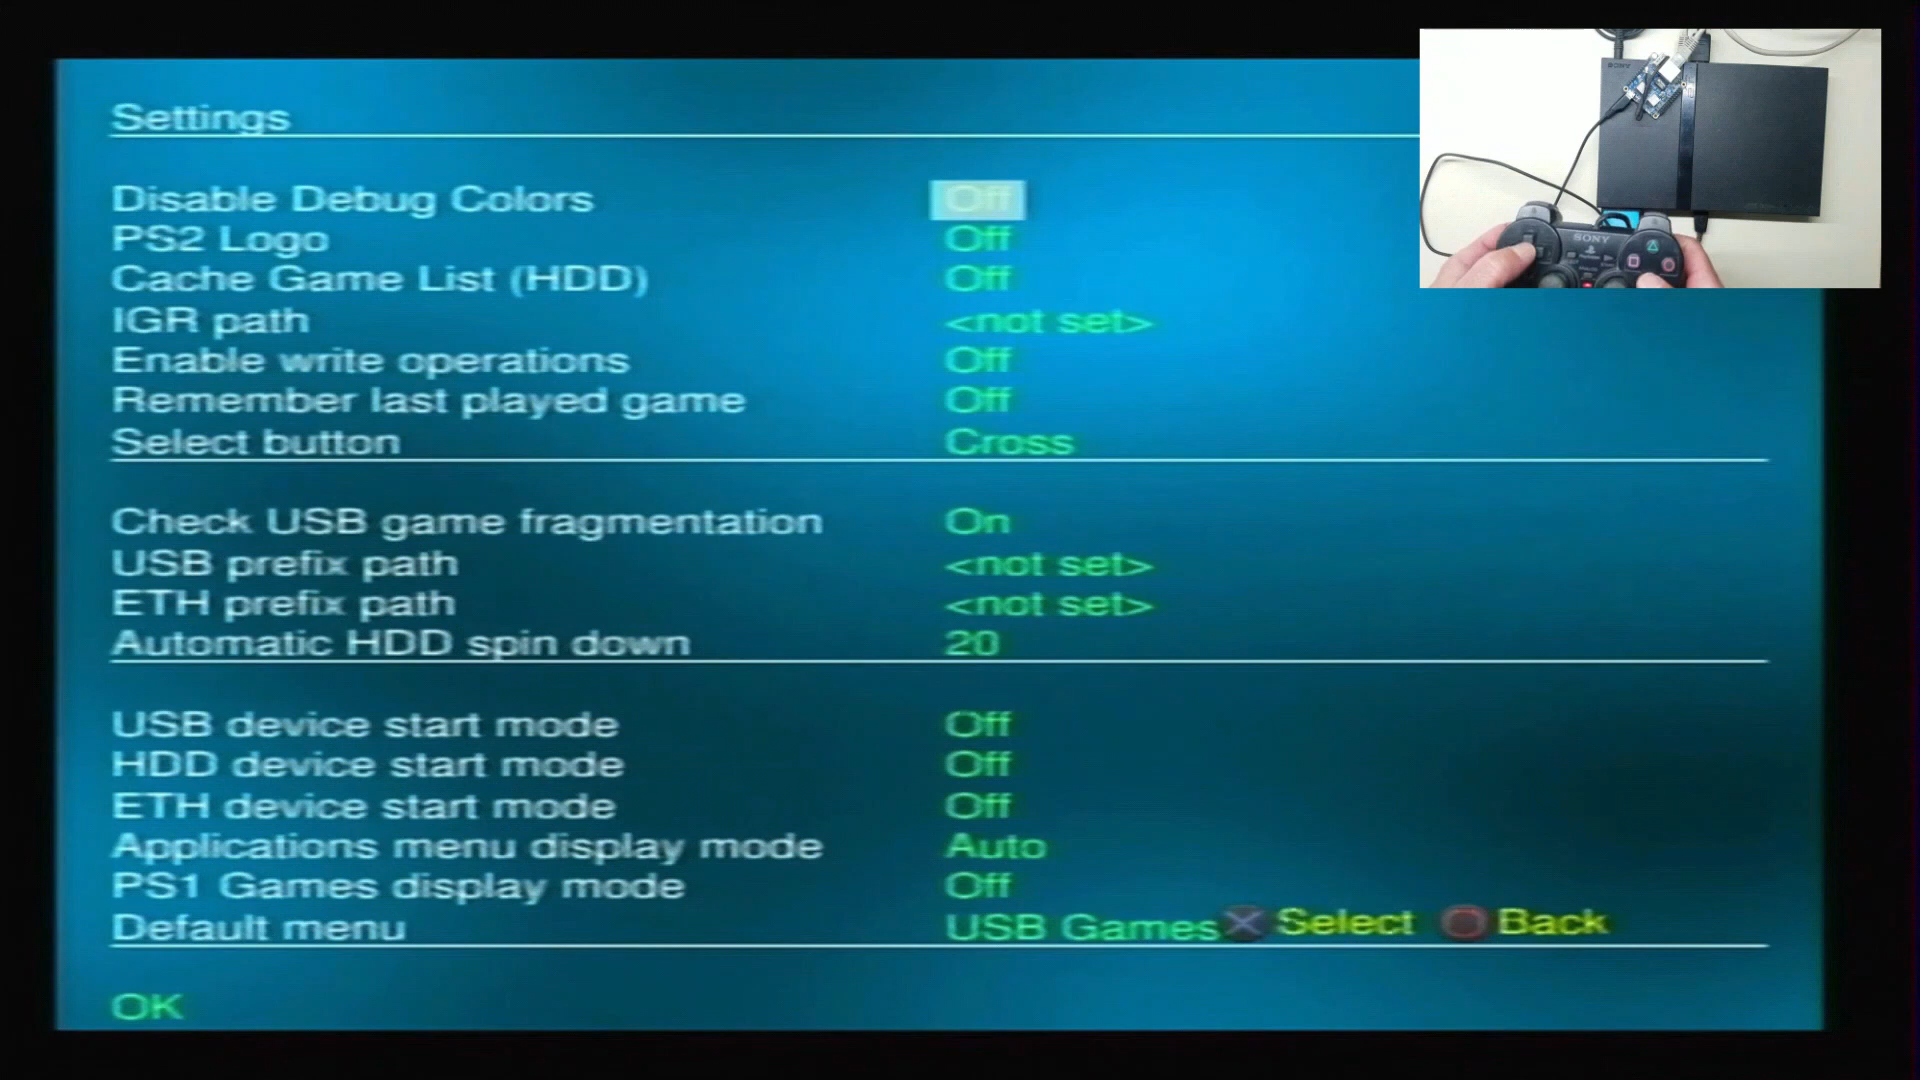 Settings
Disable Debug Colors Off
PS2 Logo Off
Cache Game List (HDD) Off
IGR path <not set>
Enable write operations Off
Remember last played game Off
Select button Cross
Check USB game fragmentation On
USB prefix path <not set>
ETH prefix path <not set>
Automatic HDD spin down 20
USB device start mode Off
HDD device start mode Off
ETH device start mode Off
Applications menu display mode Auto
PS1 Games display mode Off
Default menu USB Games Select Back
OK
SONY
SONY